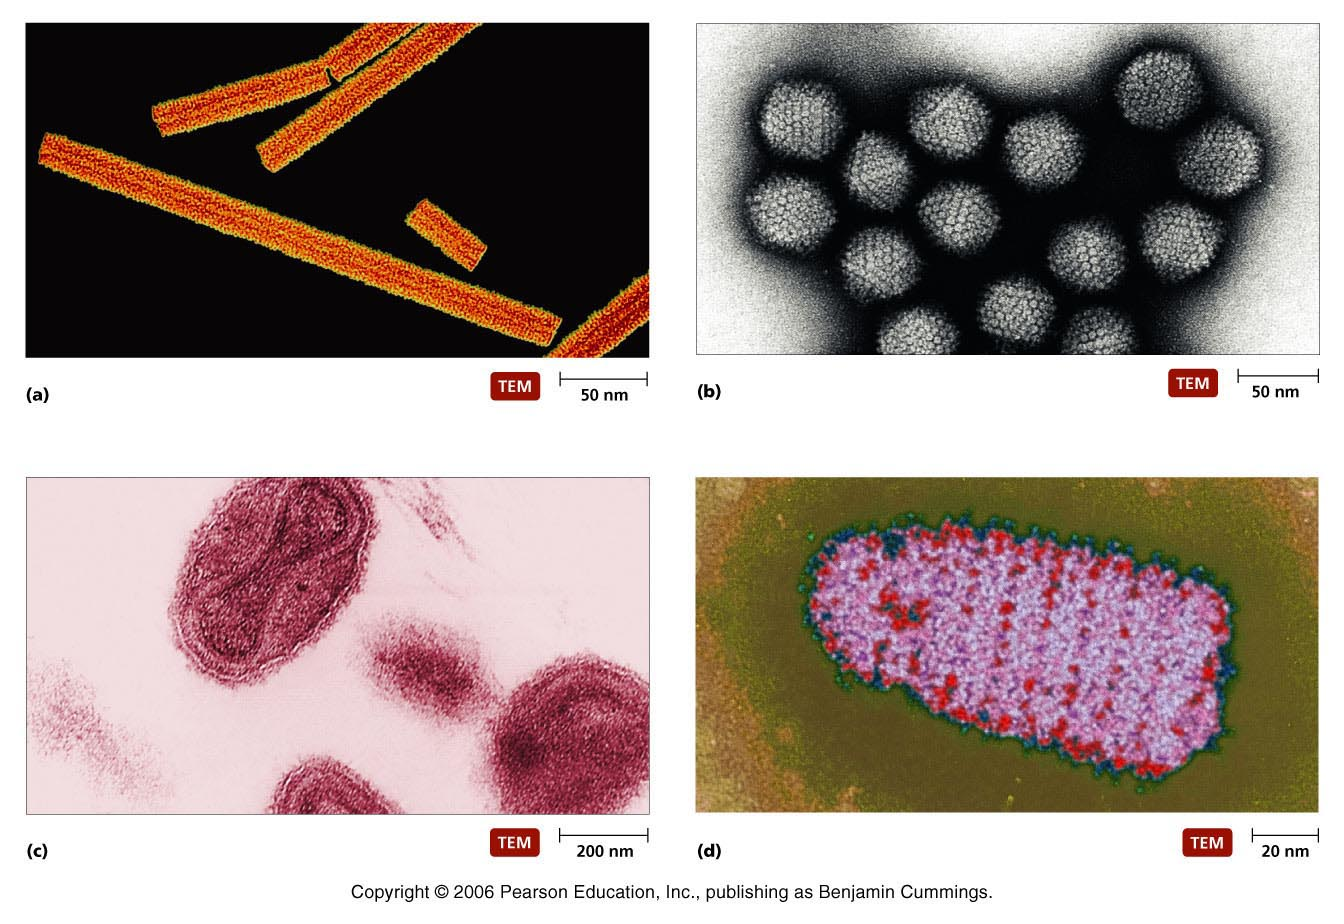 (a)
TEM
50 nm
(b)
TEM
50 nm
(c)
TEM
200 nm
(d)
TEM
20 nm
Copyright © 2006 Pearson Education, Inc., publishing as Benjamin Cummings.